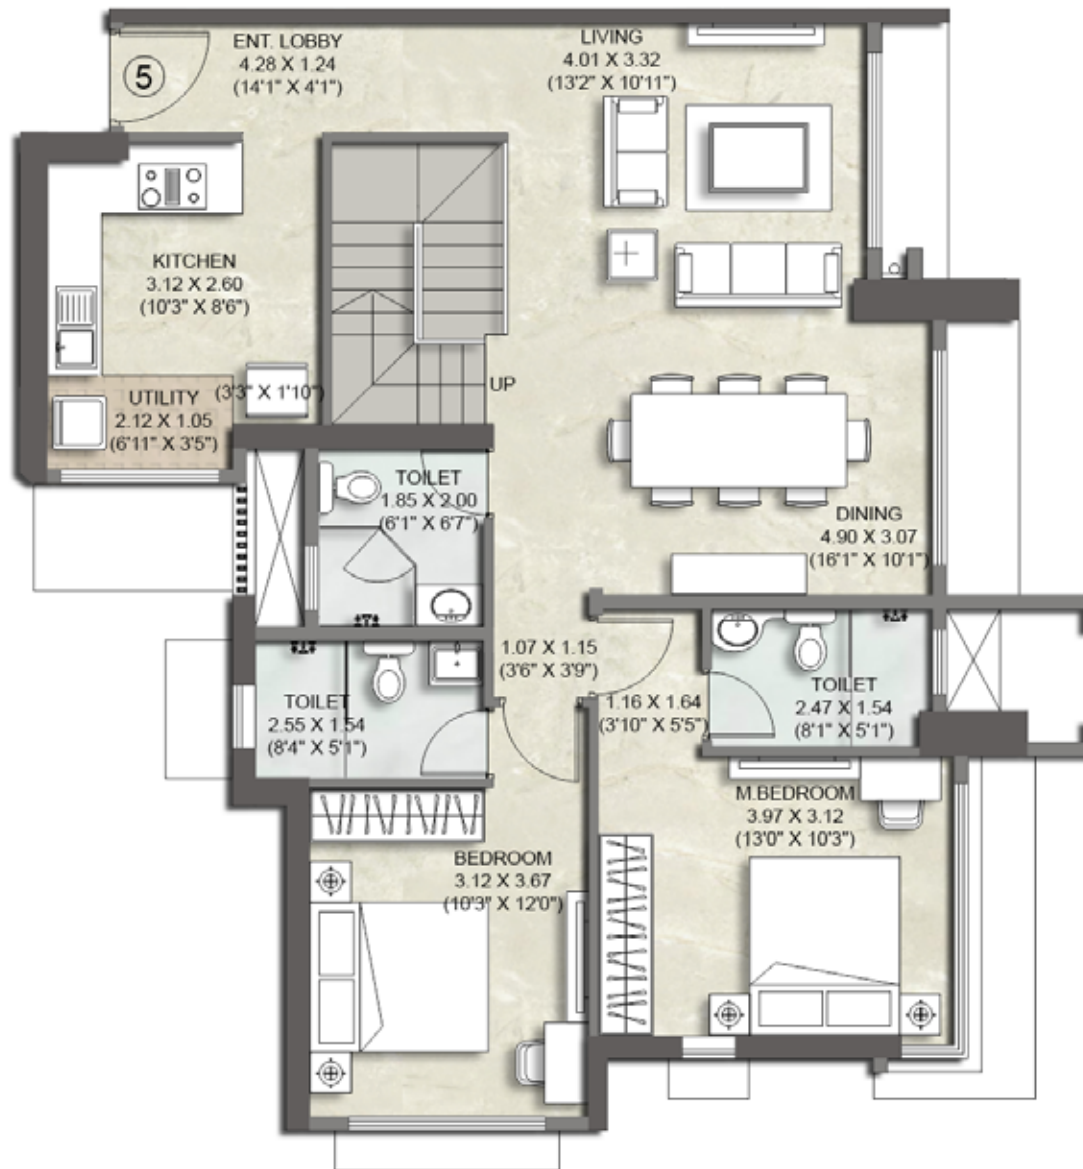 ENT. LOBBY
4.28 X 1.24
(14'1" X 4'1")
5
LIVING
4.01 X 3.32
(13'2" X 10'11")
KITCHEN
3.12 X 2.60
(10'3" X 8'6")
(3'3" X 1'10")
UP
UTILITY
2.12 X 1.05
(6'11" X 3'5")
TOILET
1.85 X 2.00
(6'1" X 6'7")
DINING
4.90 X 3.07
(16'1" X 10'1")
1.07 X 1.15
(3'6" X 3'9")
TOILET
2.55 X 1.54
(8'4" X 5'1")
1.16 X 1.64
(3'10" X 5'5")
TOILET
2.47 X 1.54
(8'1" X 5'1")
M.BEDROOM
3.97 X 3.12
(13'0" X 10'3")
BEDROOM
3.12 X 3.67
(10'3" X 12'0")